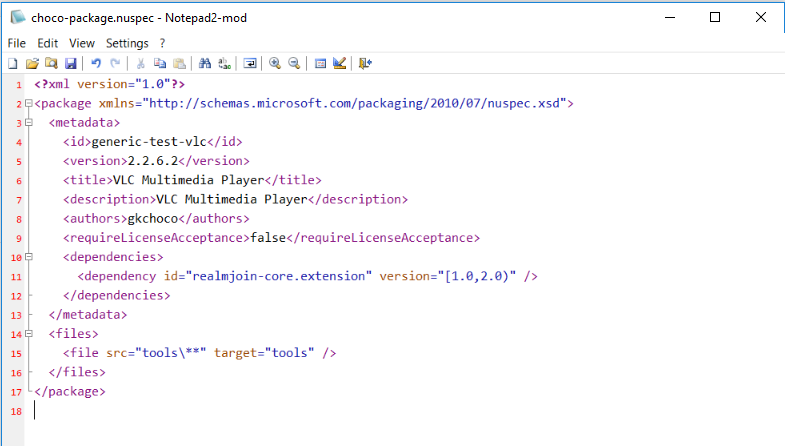 choco-package.nuspec - Notepad2-mod
File Edit View Settings ?
1 <?xml version="1.0"?>
2 <package xmlns="http://schemas.microsoft.com/packaging/2010/07/nuspec.xsd">
3   <metadata>
4     <id>generic-test-vlc</id>
5     <version>2.2.6.2</version>
6     <title>VLC Multimedia Player</title>
7     <description>VLC Multimedia Player</description>
8     <authors>gkchoco</authors>
9     <requireLicenseAcceptance>false</requireLicenseAcceptance>
10     <dependencies>
11       <dependency id="realmjoin-core.extension" version="[1.0,2.0)" />
12     </dependencies>
13   </metadata>
14   <files>
15     <file src="tools\**" target="tools" />
16   </files>
17 </package>
18